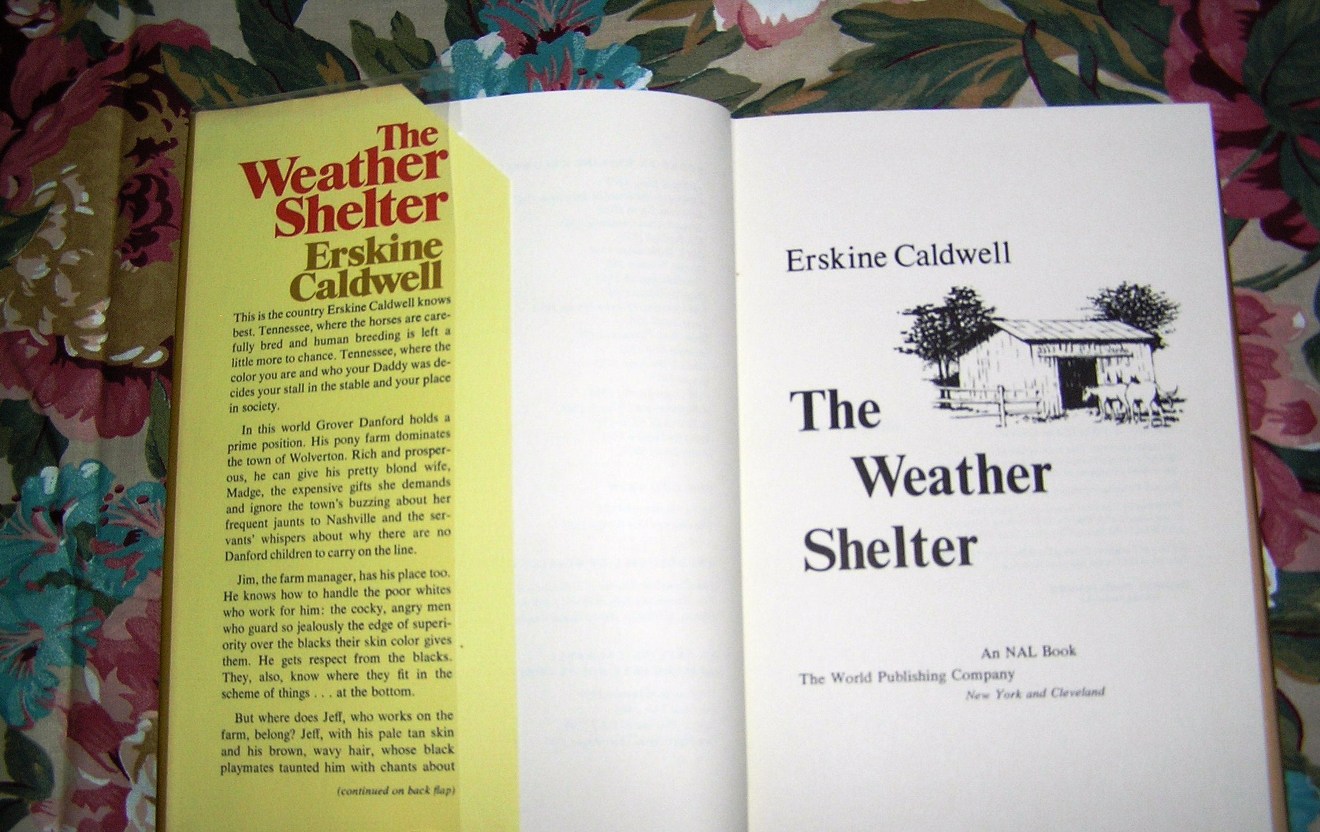 The
Weather
Shelter
Erskine
Caldwell
This is the country Erskine Caldwell knows
best. Tennessee, where the horses are care-
fully bred and human breeding is left a
little more to chance. Tennessee, where the
color you are and who your Daddy was de-
cides your stall in the stable and your place
in society.
In this world Grover Danford holds a
prime position. His pony farm dominates
the town of Wolverton. Rich and prosper-
ous, he can give his pretty blond wife,
Madge, the expensive gifts she demands
and ignore the town's buzzing about her
frequent jaunts to Nashville and the ser-
vants' whispers about why there are no
Danford children to carry on the line.
Jim, the farm manager, has his place too.
He knows how to handle the poor whites
who work for him: the cocky, angry men
who guard so jealously the edge of superi-
ority over the blacks their skin color gives
them. He gets respect from the blacks.
They, also, know where they fit in the
scheme of things . . . at the bottom.
But where does Jeff, who works on the
farm, belong? Jeff, with his pale tan skin
and his brown, wavy hair, whose black
playmates taunted him with chants about
(continued on back flap)
Erskine Caldwell
The
Weather
Shelter
An NAL Book
The World Publishing Company
New York and Cleveland